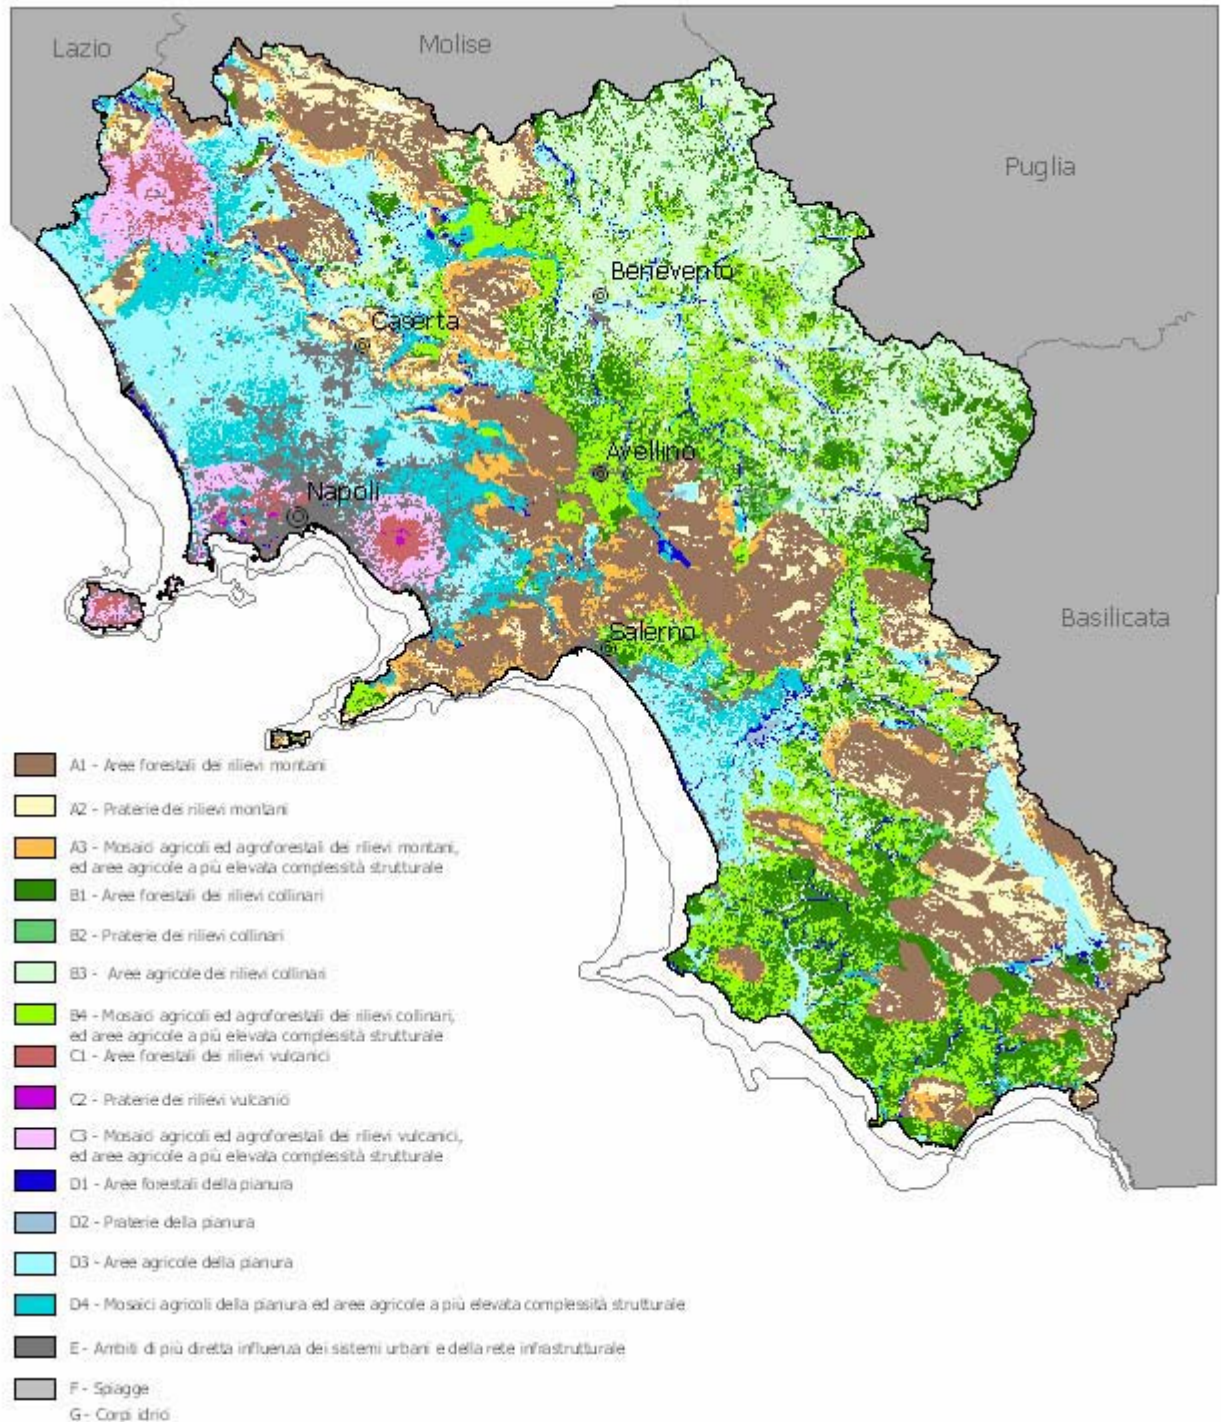 Lazio
Molise
Puglia
Benevento
Caserta
Avellino
Napoli
Salerno
Basilicata
A1 - Aree forestali dei rilievi montani
A2 - Praterie dei rilievi montani
A3 - Mosaici agricoli ed agroforestali dei rilievi montani,
ed aree agricole a più elevata complessità strutturale
B1 - Aree forestali dei rilievi collinari
B2 - Praterie dei rilievi collinari
B3 - Aree agricole dei rilievi collinari
B4 - Mosaici agricoli ed agroforestali dei rilievi collinari,
ed aree agricole a più elevata complessità strutturale
C1 - Aree forestali dei rilievi vulcanici
C2 - Praterie dei rilievi vulcanici
C3 - Mosaici agricoli ed agroforestali dei rilievi vulcanici,
ed aree agricole a più elevata complessità strutturale
D1 - Aree forestali della pianura
D2 - Praterie della pianura
D3 - Aree agricole della pianura
D4 - Mosaici agricoli della pianura ed aree agricole a più elevata complessità strutturale
E - Ambiti di più diretta influenza dei sistemi urbani e della rete infrastrutturale
F - Spiagge
G - Corpi idrici